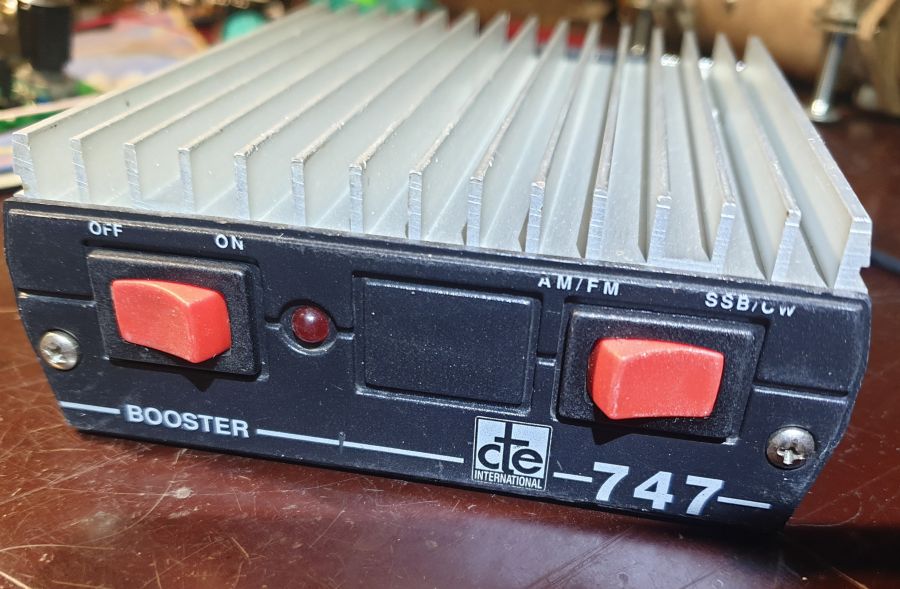 OFF
ON
AM/FM
SSB/CW
BOOSTER
cte
INTERNATIONAL
747